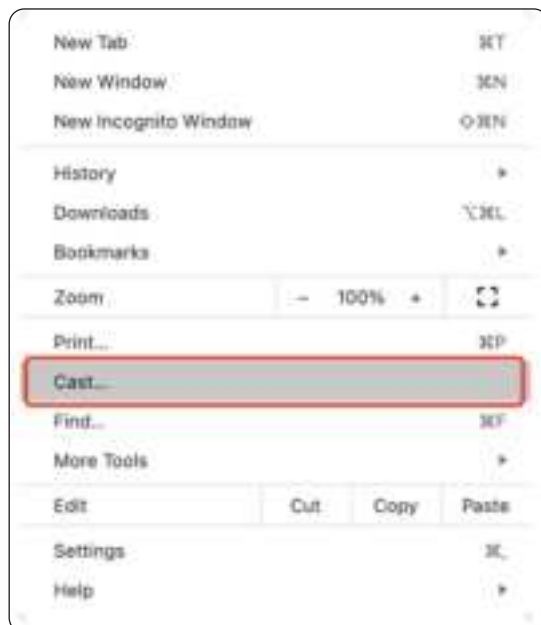 New Tab ⌘T
New Window ⌘N
New Incognito Window ⇧⌘N
History
Downloads ⌥⌘L
Bookmarks
Zoom - 100% +
Print... ⌘P
Cast...
Find... ⌘F
More Tools
Edit Cut Copy Paste
Settings ⌘,
Help